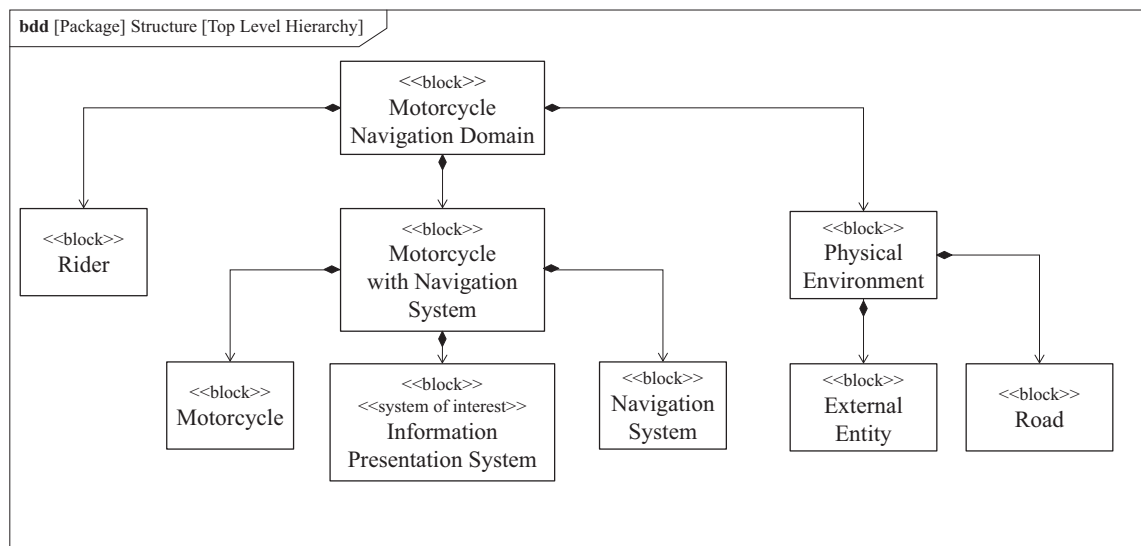 bdd [Package] Structure [Top Level Hierarchy]
<<block>>
Motorcycle
Navigation Domain
<<block>>
Rider
<<block>>
Motorcycle
with Navigation
System
<<block>>
Physical
Environment
<<block>>
Motorcycle
<<block>>
<<system of interest>>
Information
Presentation System
<<block>>
Navigation
System
<<block>>
External
Entity
<<block>>
Road